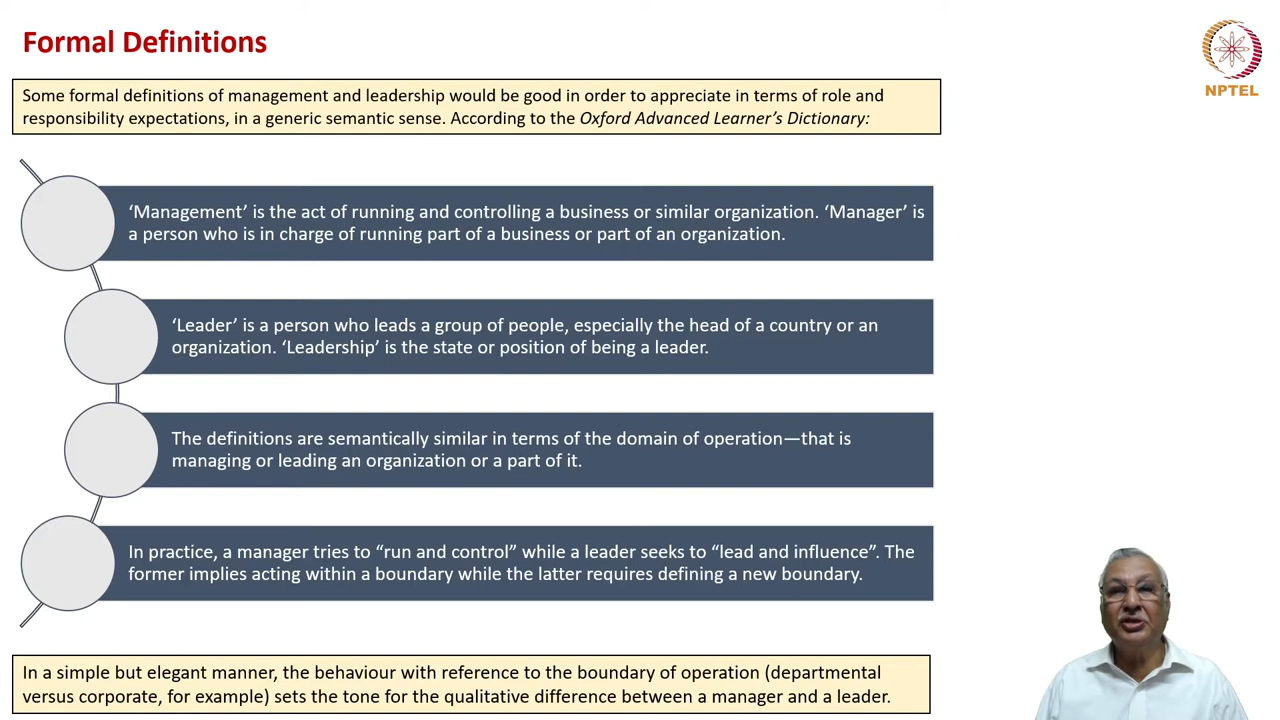 Formal Definitions
NPTEL
Some formal definitions of management and leadership would be good in order to appreciate in terms of role and
responsibility expectations, in a generic semantic sense. According to the Oxford Advanced Learner’s Dictionary:
‘Management’ is the act of running and controlling a business or similar organization. ‘Manager’ is
a person who is in charge of running part of a business or part of an organization.
‘Leader’ is a person who leads a group of people, especially the head of a country or an
organization. ‘Leadership’ is the state or position of being a leader.
The definitions are semantically similar in terms of the domain of operation—that is
managing or leading an organization or a part of it.
In practice, a manager tries to “run and control” while a leader seeks to “lead and influence”. The
former implies acting within a boundary while the latter requires defining a new boundary.
In a simple but elegant manner, the behaviour with reference to the boundary of operation (departmental
versus corporate, for example) sets the tone for the qualitative difference between a manager and a leader.